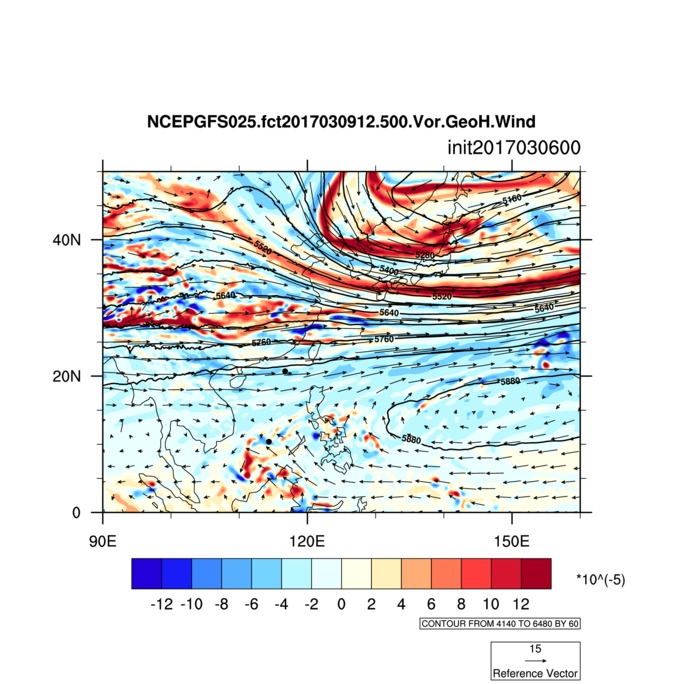 NCEPGFS025.fct2017030912.500.Vor.GeoH.Wind
init2017030600
5160
40N
5580
5280
5400
5640
5520
5640
5640
5760
5760
20N
5880
5880
0
90E 120E 150E
-12 -10 -8 -6 -4 -2 0 2 4 6 8 10 12 *10^(-5)
CONTOUR FROM 4140 TO 6480 BY 60
15
Reference Vector